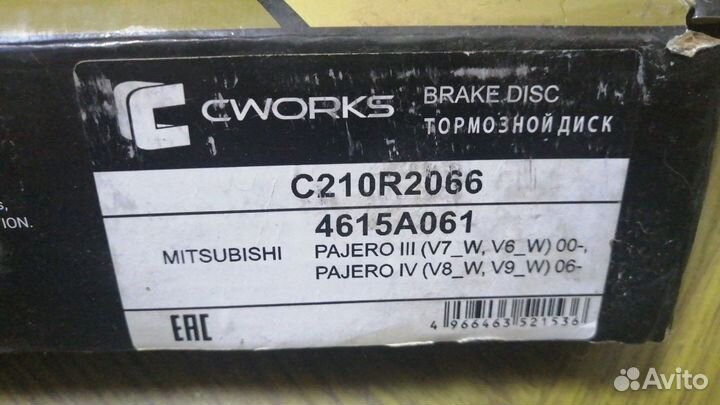 CWORKS
BRAKE DISC
ТОРМОЗНОЙ ДИСК
C210R2066
4615A061
MITSUBISHI
PAJERO III (V7_W, V6_W) 00-,
PAJERO IV (V8_W, V9_W) 06-
TION.
EAC
4 966463 521536
Avito